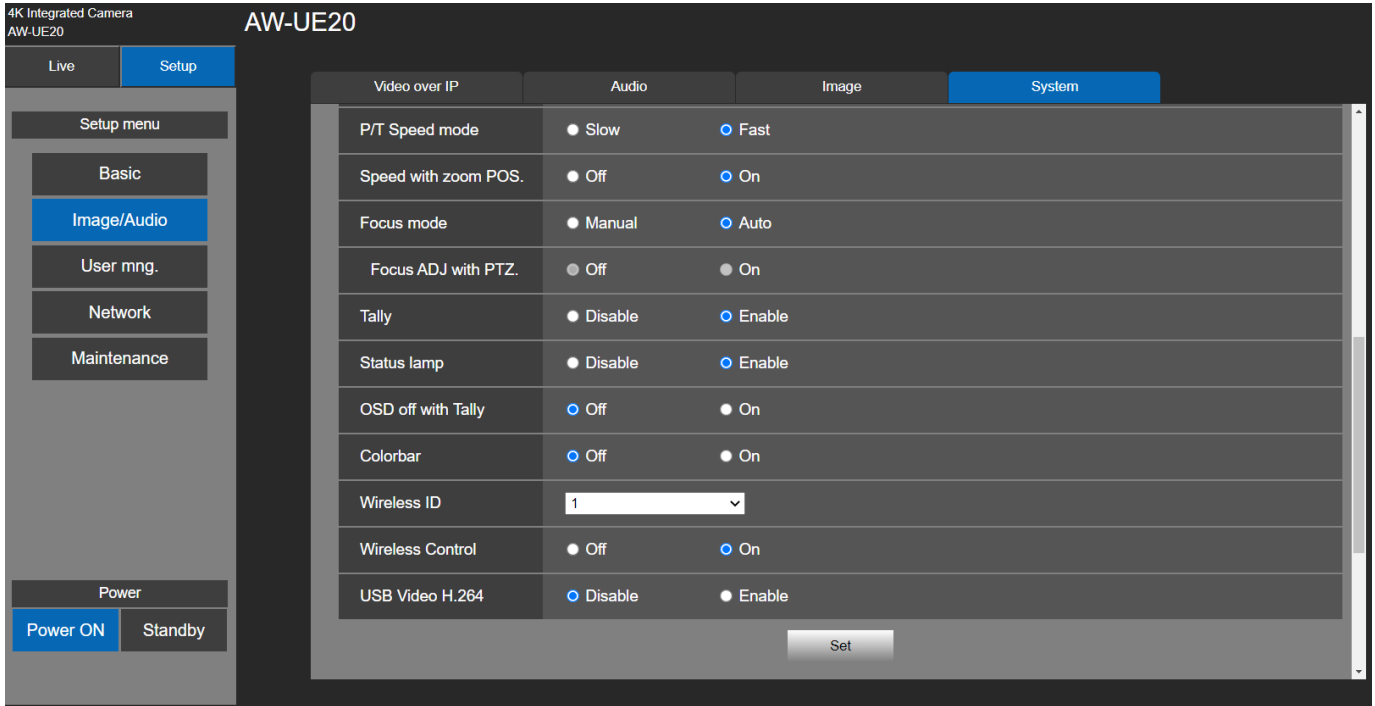 4K Integrated Camera
AW-UE20
AW-UE20
Live Setup
Video over IP Audio Image System
Setup menu
Basic
Image/Audio
User mng.
Network
Maintenance
Power
Power ON Standby
P/T Speed mode Slow Fast
Speed with zoom POS. Off On
Focus mode Manual Auto
Focus ADJ with PTZ. Off On
Tally Disable Enable
Status lamp Disable Enable
OSD off with Tally Off On
Colorbar Off On
Wireless ID 1
Wireless Control Off On
USB Video H.264 Disable Enable
Set